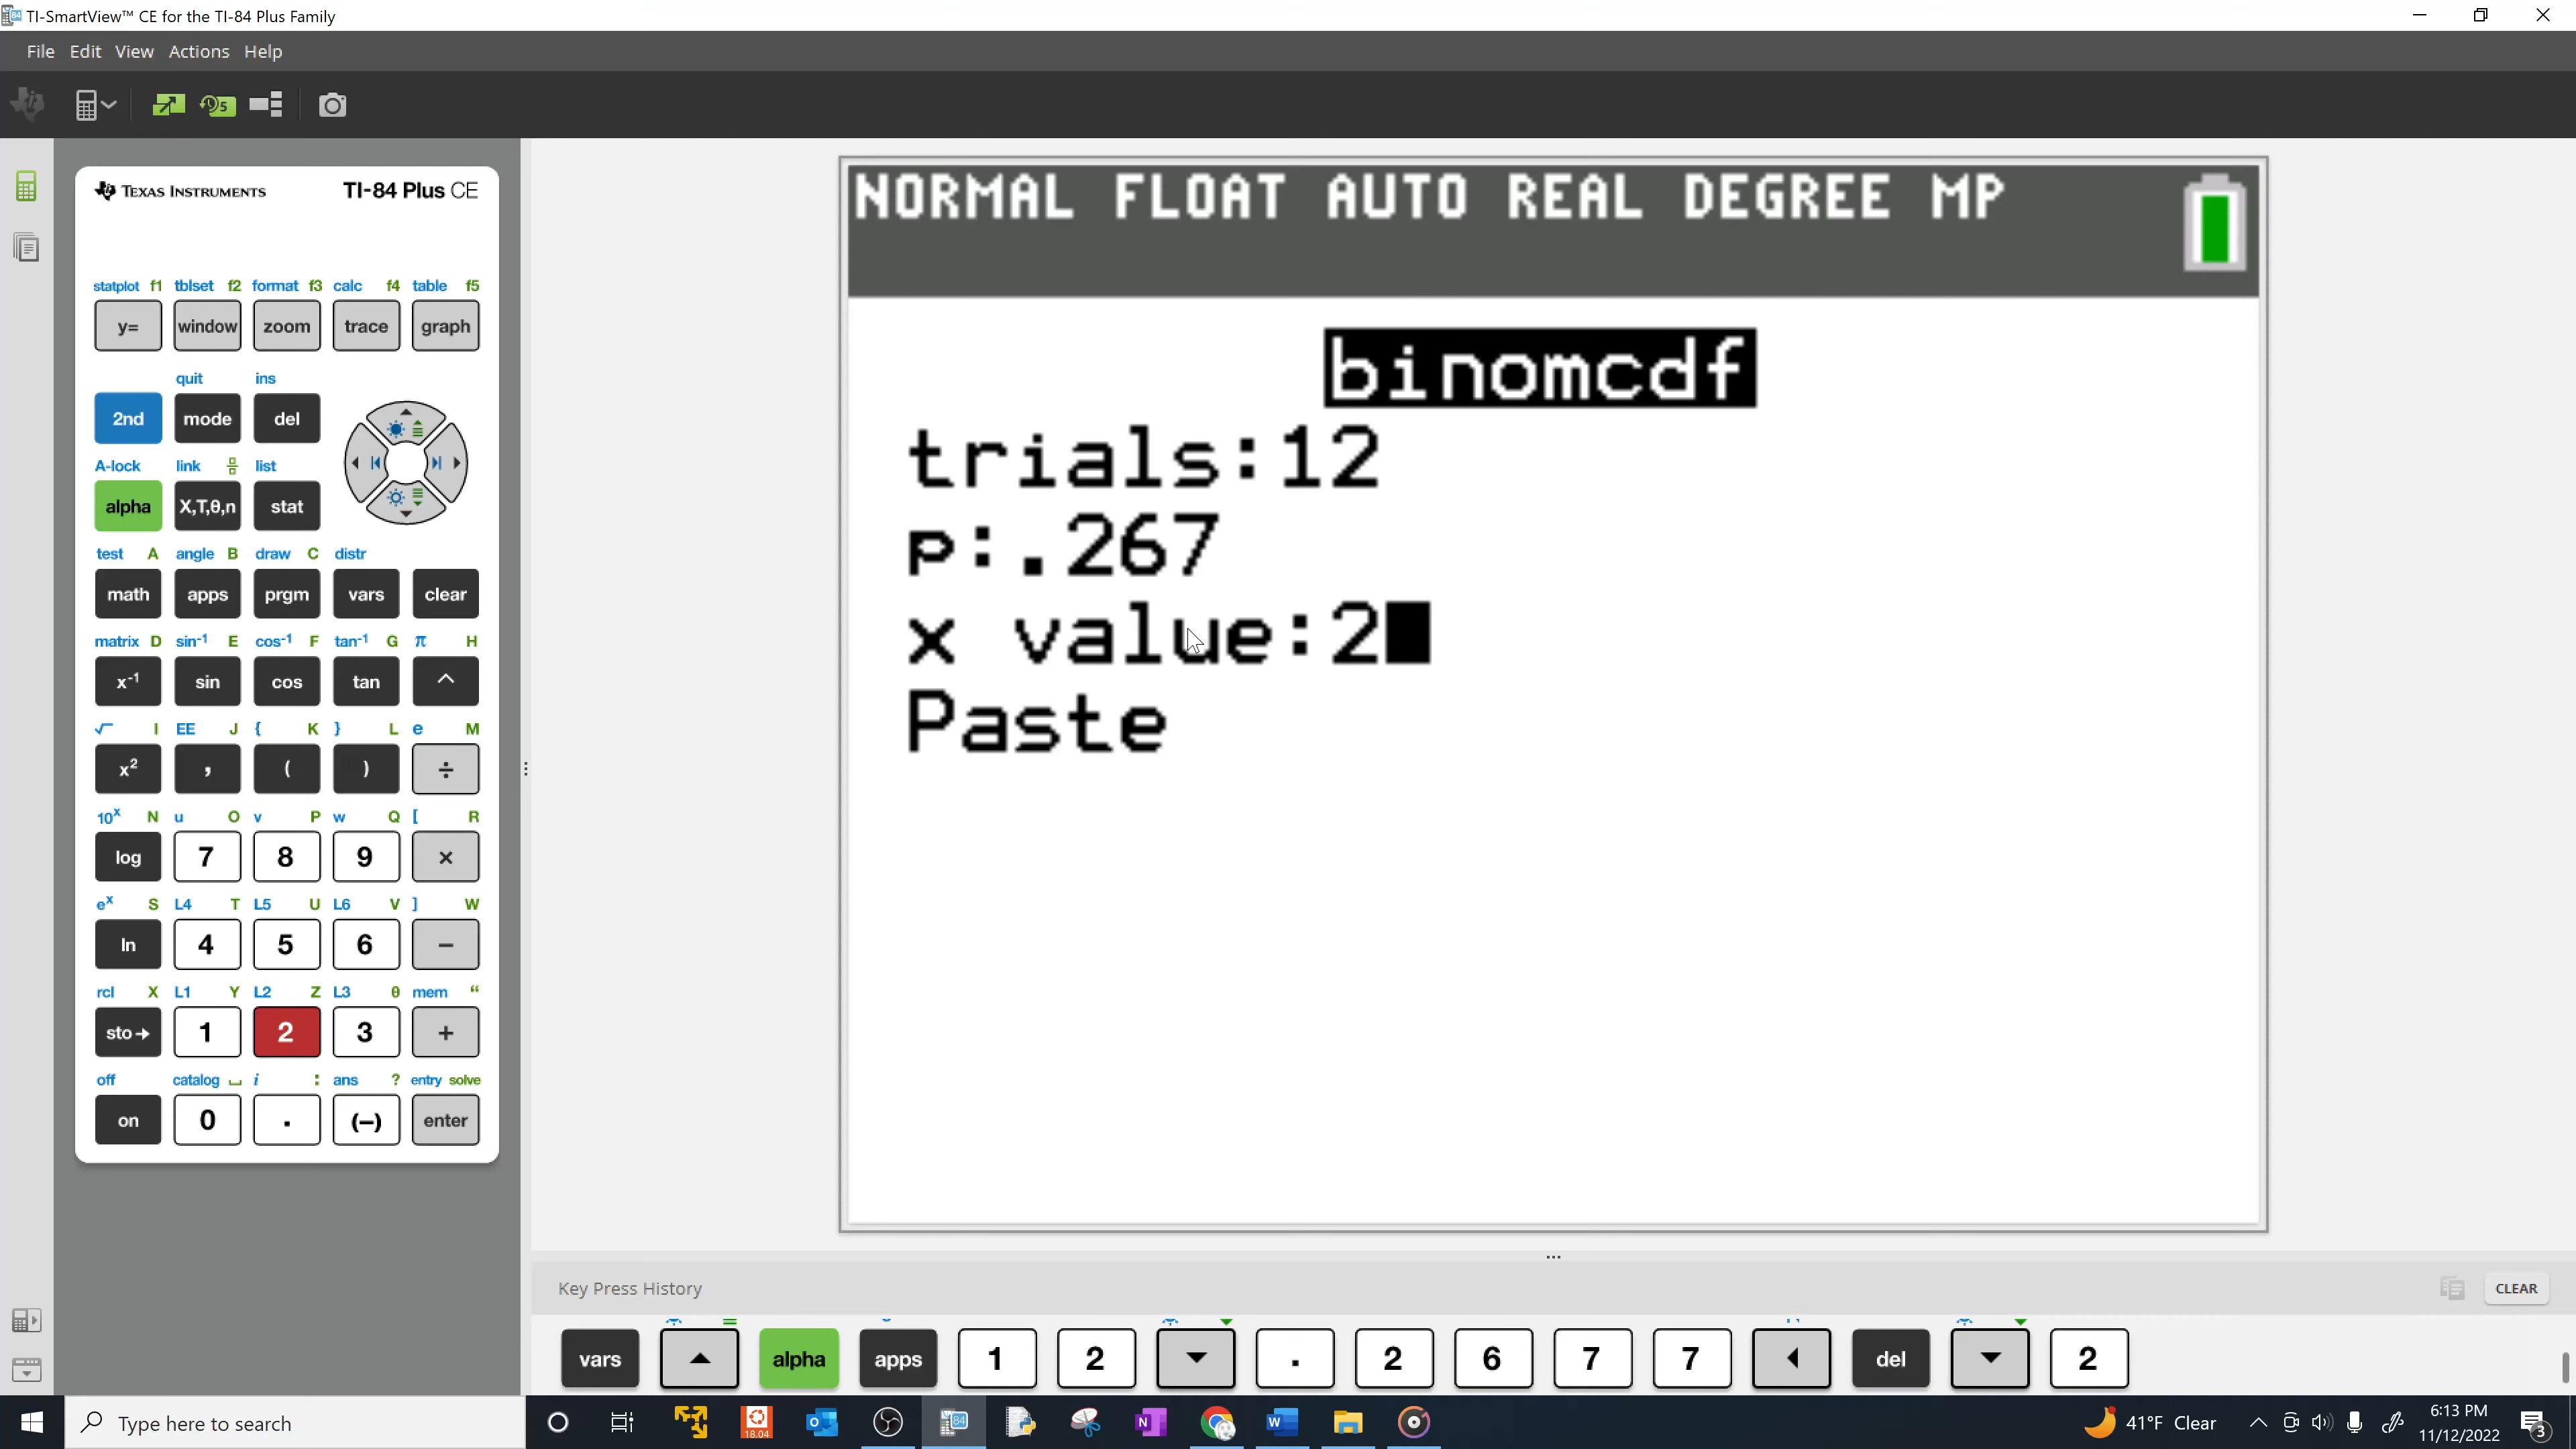 TI-SmartView™ CE for the TI-84 Plus Family
File Edit View Actions Help
TEXAS INSTRUMENTS TI-84 Plus CE
statplot f1 tblset f2 format f3 calc f4 table f5
y= window zoom trace graph
quit ins
2nd mode del
A-lock link list
alpha X,T,θ,n stat
test A angle B draw C distr
math apps prgm vars clear
matrix D sin⁻¹ E cos⁻¹ F tan⁻¹ G π H
x⁻¹ sin cos tan ^
√ I EE J { K } L e M
x² , ( ) ÷
10ˣ N u O v P w Q [ R
log 7 8 9 ×
eˣ S L4 T L5 U L6 V ] W
ln 4 5 6 −
rcl X L1 Y L2 Z L3 θ mem "
sto→ 1 2 3 +
off catalog ⎵ i : ans ? entry solve
on 0 . (−) enter
NORMAL FLOAT AUTO REAL DEGREE MP
binomcdf
trials:12
p:.267
x value:2
Paste
Key Press History
CLEAR
vars alpha apps 1 2 . 2 6 7 7 del 2
Type here to search
18.04
84
41°F Clear
6:13 PM
11/12/2022
3